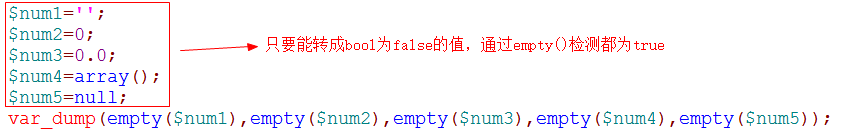 $num1='';
$num2=0;
$num3=0.0;
只要能转成bool为false的值，通过empty()检测都为true
$num4=array();
$num5=null;
var_dump(empty($num1),empty($num2),empty($num3),empty($num4),empty($num5));